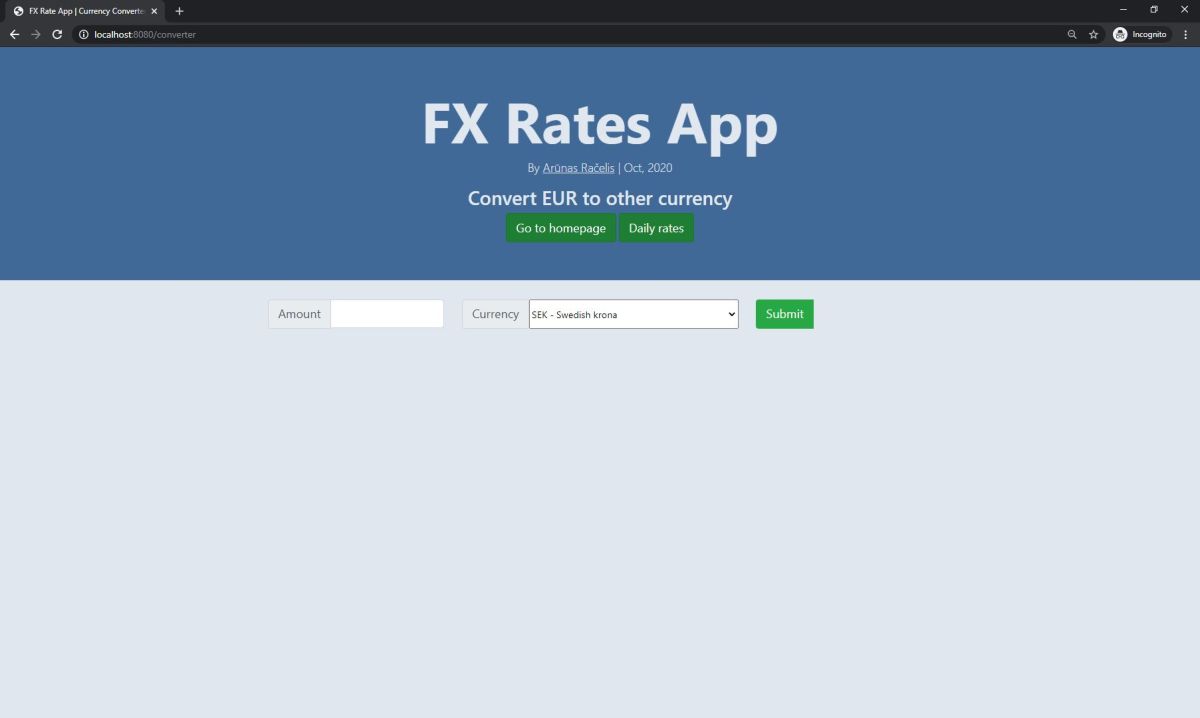 FX Rate App | Currency Converte
localhost:8080/converter
Incognito
FX Rates App
By Arūnas Račelis | Oct, 2020
Convert EUR to other currency
Go to homepage Daily rates
Amount Currency SEK - Swedish krona Submit